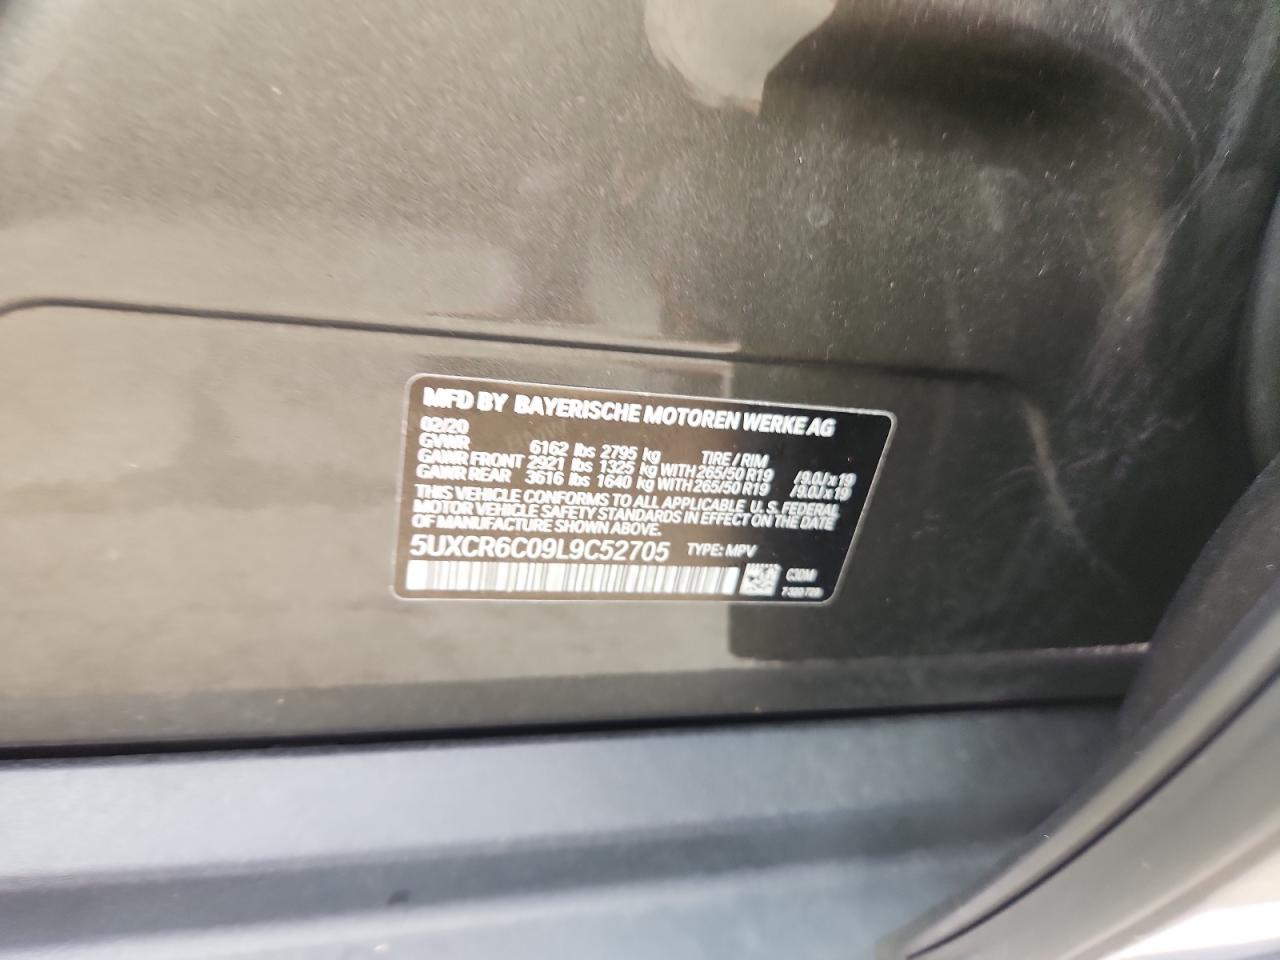 MFD BY BAYERISCHE MOTOREN WERKE AG
02/20
GVWR 6162 lbs 2795 kg TIRE / RIM
GAWR FRONT 2921 lbs 1325 kg WITH 265/50 R19 /9.0J x 19
GAWR REAR 3616 lbs 1640 kg WITH 265/50 R19 /9.0J x 19
THIS VEHICLE CONFORMS TO ALL APPLICABLE U. S. FEDERAL
MOTOR VEHICLE SAFETY STANDARDS IN EFFECT ON THE DATE
OF MANUFACTURE SHOWN ABOVE.
5UXCR6C09L9C52705 TYPE: MPV